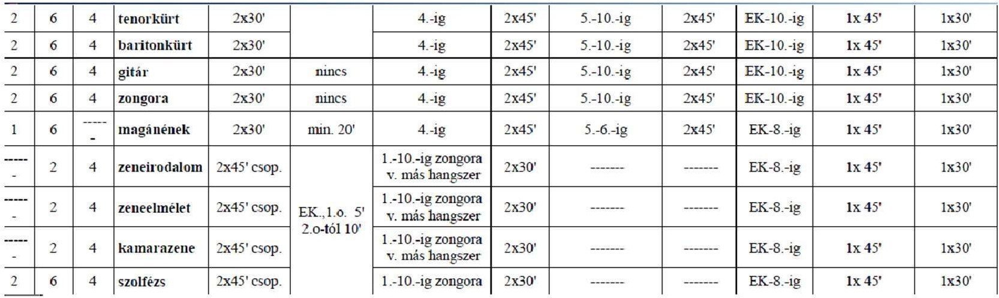 2 6 4 tenorkürt 2x30' 4.-ig 2x45' 5.-10.-ig 2x45' EK-10.-ig 1x 45' 1x30'
2 6 4 baritonkürt 2x30' 4.-ig 2x45' 5.-10.-ig 2x45' EK-10.-ig 1x 45' 1x30'
2 6 4 gitár 2x30' nincs 4.-ig 2x45' 5.-10.-ig 2x45' EK-10.-ig 1x 45' 1x30'
2 6 4 zongora 2x30' nincs 4.-ig 2x45' 5.-10.-ig 2x45' EK-10.-ig 1x 45' 1x30'
1 6 ------ magánének 2x30' min. 20' 4.-ig 2x45' 5.-6.-ig 2x45' EK-8.-ig 1x 45' 1x30'
------ 2 4 zeneirodalom 2x45' csop. 1.-10.-ig zongora
v. más hangszer 2x30' ------- ------- EK-8.-ig 1x 45' 1x30'
------ 2 4 zeneelmélet 2x45' csop. EK.,1.o. 5'
2.o-tól 10' 1.-10.-ig zongora
v. más hangszer 2x30' ------- ------- EK-8.-ig 1x 45' 1x30'
------ 2 4 kamarazene 2x45' csop. 1.-10.-ig zongora
v. más hangszer 2x30' ------- ------- EK-8.-ig 1x 45' 1x30'
2 6 4 szolfézs 2x45' csop. 1.-10.-ig zongora 2x30' ------- ------- EK-8.-ig 1x 45' 1x30'